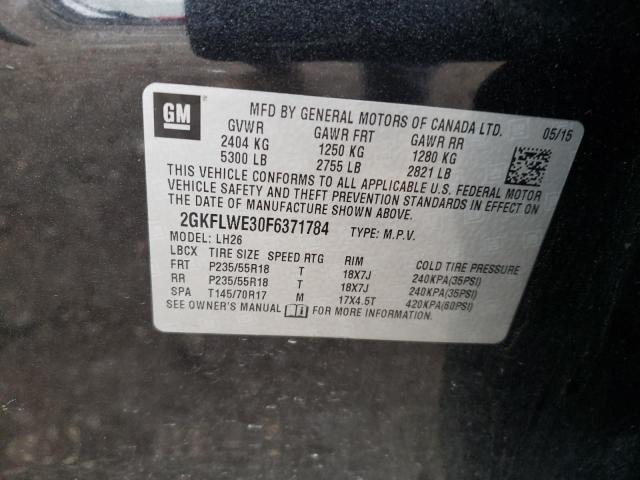 GM
MFD BY GENERAL MOTORS OF CANADA LTD. 05/15
GVWR GAWR FRT GAWR RR
2404 KG 1250 KG 1280 KG
5300 LB 2755 LB 2821 LB
THIS VEHICLE CONFORMS TO ALL APPLICABLE U.S. FEDERAL MOTOR
VEHICLE SAFETY AND THEFT PREVENTION STANDARDS IN EFFECT ON
THE DATE OF MANUFACTURE SHOWN ABOVE.
2GKFLWE30F6371784 TYPE: M.P.V.
MODEL: LH26
LBCX TIRE SIZE SPEED RTG RIM COLD TIRE PRESSURE
FRT P235/55R18 T 18X7J 240KPA(35PSI)
RR P235/55R18 T 18X7J 240KPA(35PSI)
SPA T145/70R17 M 17X4.5T 420KPA(60PSI)
SEE OWNER'S MANUAL FOR MORE INFORMATION.